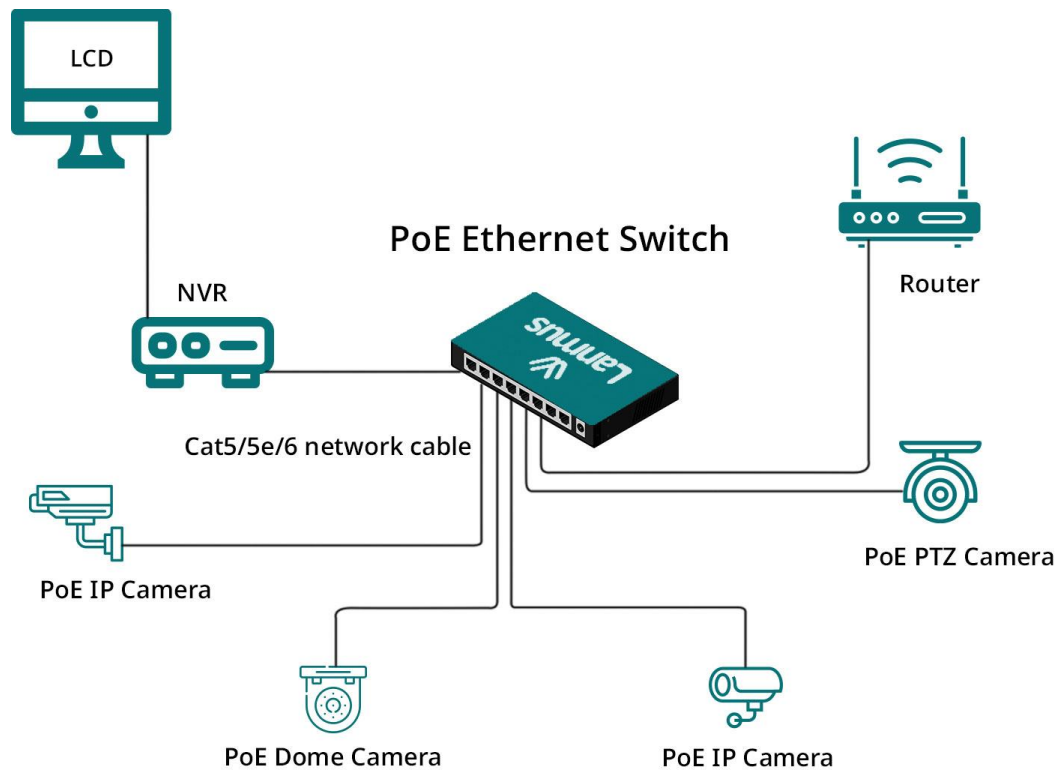 LCD
PoE Ethernet Switch
Router
NVR
Lanmus
Cat5/5e/6 network cable
PoE PTZ Camera
PoE IP Camera
PoE Dome Camera
PoE IP Camera